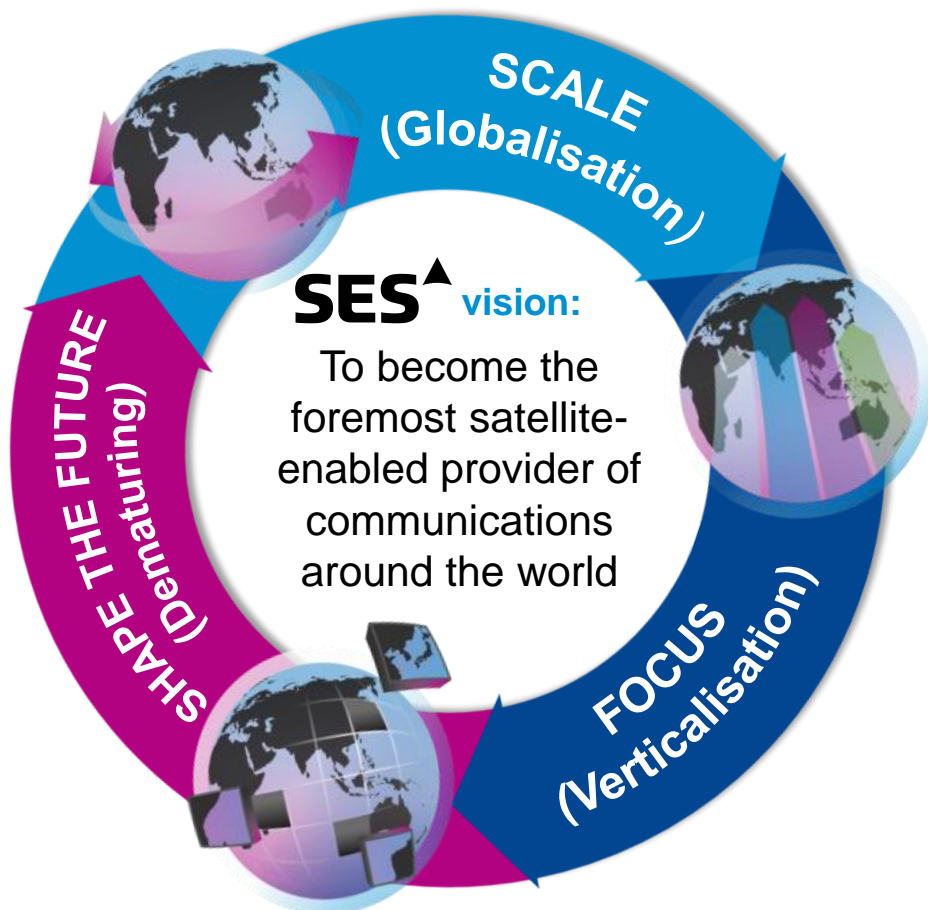 SCALE
(Globalisation)
SES vision:
To become the
foremost satellite-
enabled provider of
communications
around the world
FOCUS
(Verticalisation)
SHAPE THE FUTURE
(Dematuring)